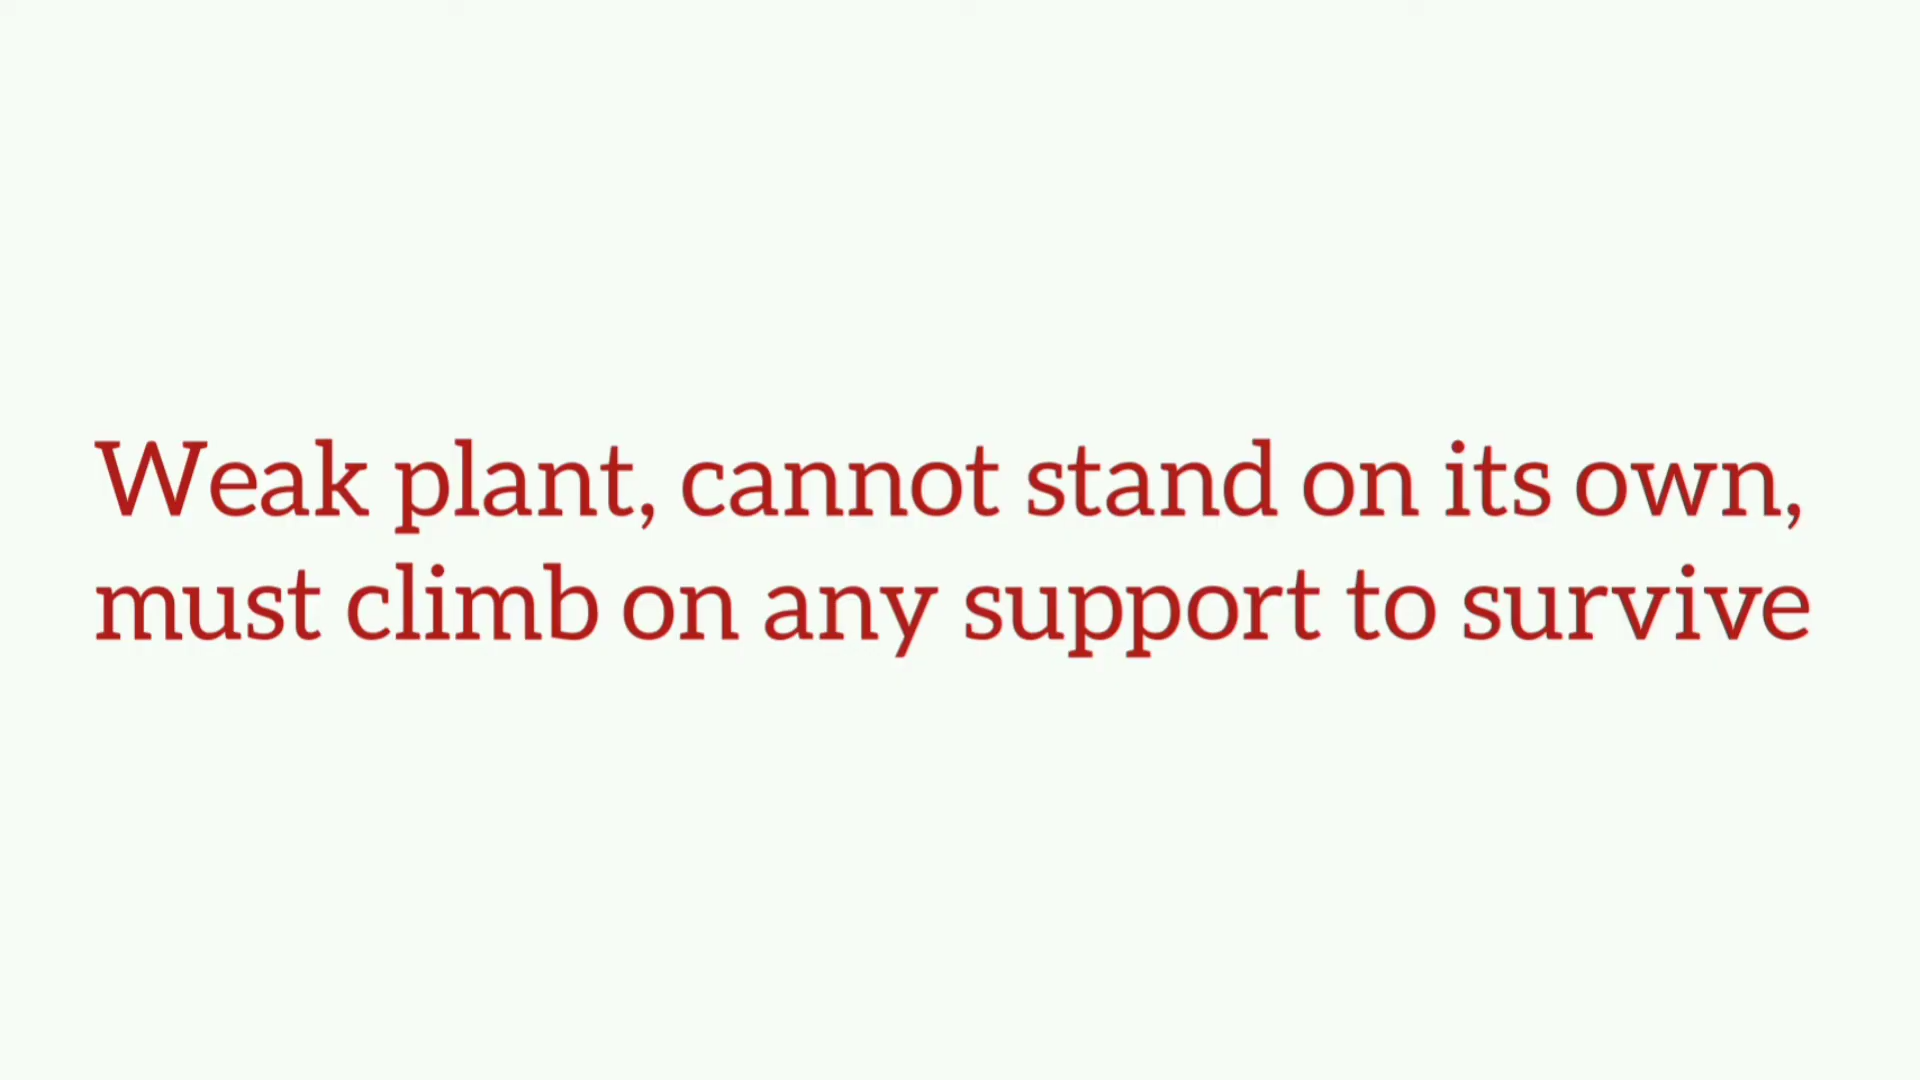 Weak plant, cannot stand on its own,
must climb on any support to survive